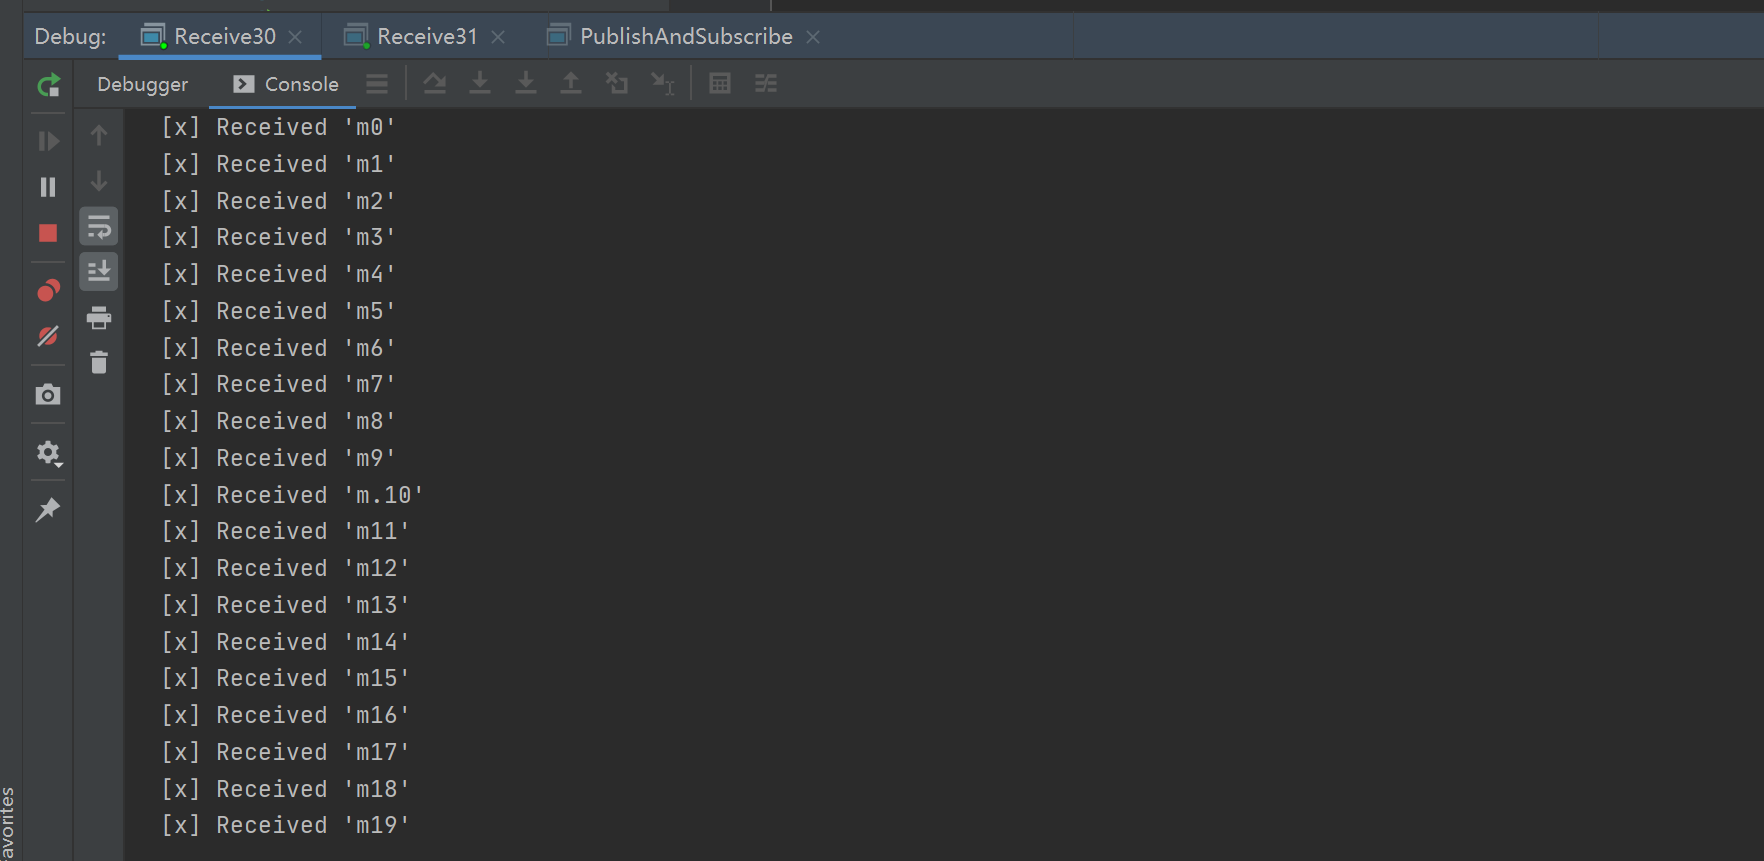 Debug: Receive30 Receive31 PublishAndSubscribe
Debugger Console
[x] Received 'm0'
[x] Received 'm1'
[x] Received 'm2'
[x] Received 'm3'
[x] Received 'm4'
[x] Received 'm5'
[x] Received 'm6'
[x] Received 'm7'
[x] Received 'm8'
[x] Received 'm9'
[x] Received 'm.10'
[x] Received 'm11'
[x] Received 'm12'
[x] Received 'm13'
[x] Received 'm14'
[x] Received 'm15'
[x] Received 'm16'
[x] Received 'm17'
[x] Received 'm18'
[x] Received 'm19'
avorites